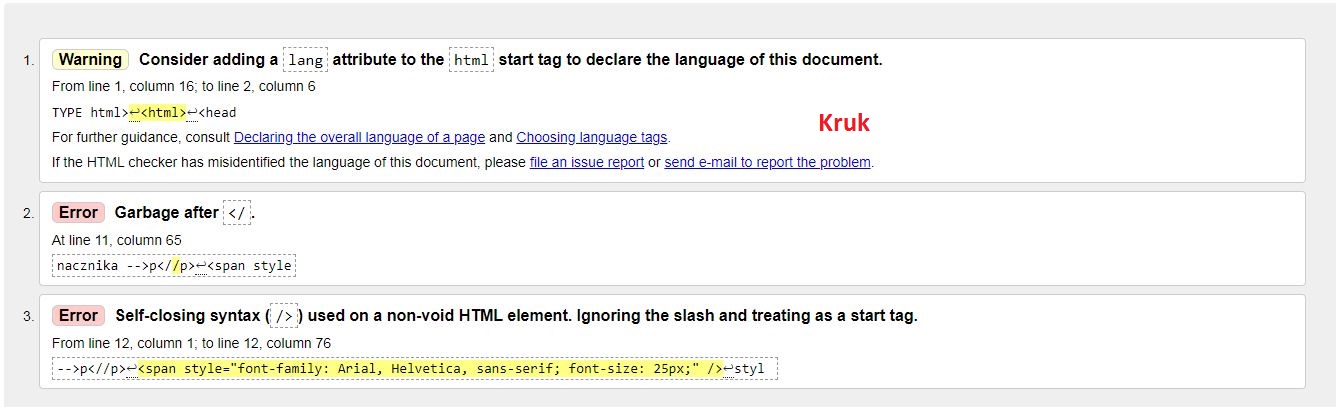 1. Warning Consider adding a lang attribute to the html start tag to declare the language of this document.
From line 1, column 16; to line 2, column 6
TYPE html>↩<html>↩<head
Kruk
For further guidance, consult Declaring the overall language of a page and Choosing language tags.
If the HTML checker has misidentified the language of this document, please file an issue report or send e-mail to report the problem.
2. Error Garbage after </.
At line 11, column 65
nacznika -->p<//p>↩<span style
3. Error Self-closing syntax (/>) used on a non-void HTML element. Ignoring the slash and treating as a start tag.
From line 12, column 1; to line 12, column 76
-->p<//p>↩<span style="font-family: Arial, Helvetica, sans-serif; font-size: 25px;" />↩styl